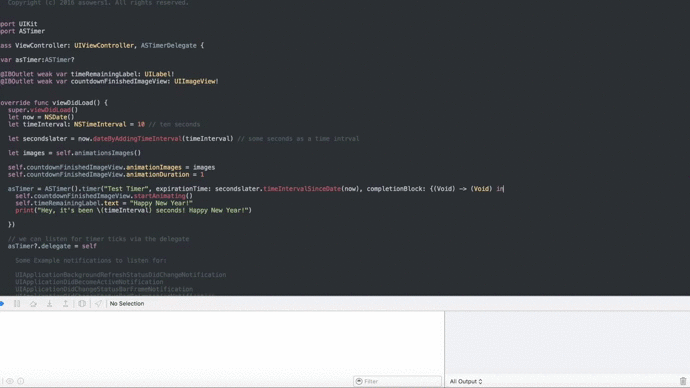 Copyright (c) 2016 asowersl. All rights reserved.
port UIKit
port ASTimer
ass ViewController: UIViewController, ASTimerDelegate {
var asTimer:ASTimer?
@IBOutlet weak var timeRemainingLabel: UILabel!
@IBOutlet weak var countdownFinishedImageView: UIImageView!
override func viewDidLoad() {
super.viewDidLoad()
let now = NSDate()
let timeInterval: NSTimeInterval = 10 // ten seconds
let secondslater = now.dateByAddingTimeInterval(timeInterval) // some seconds as a time intrval
let images = self.animationsImages()
self.countdownFinishedImageView.animationImages = images
self.countdownFinishedImageView.animationDuration = 1
asTimer = ASTimer().timer("Test Timer", expirationTime: secondslater.timeIntervalSinceDate(now), completionBlock: {(Void) -> (Void) in
self.countdownFinishedImageView.startAnimating()
self.timeRemainingLabel.text = "Happy New Year!"
print("Hey, it's been \(timeInterval) seconds! Happy New Year!")
})
// we can listen for timer ticks via the delegate
asTimer?.delegate = self
Some Example notifications to listen for:
UIApplicationBackgroundRefreshStatusDidChangeNotification
UIApplicationDidBecomeActiveNotification
UIApplicationDidChangeStatusBarFrameNotification
No Selection
Filter
All Output